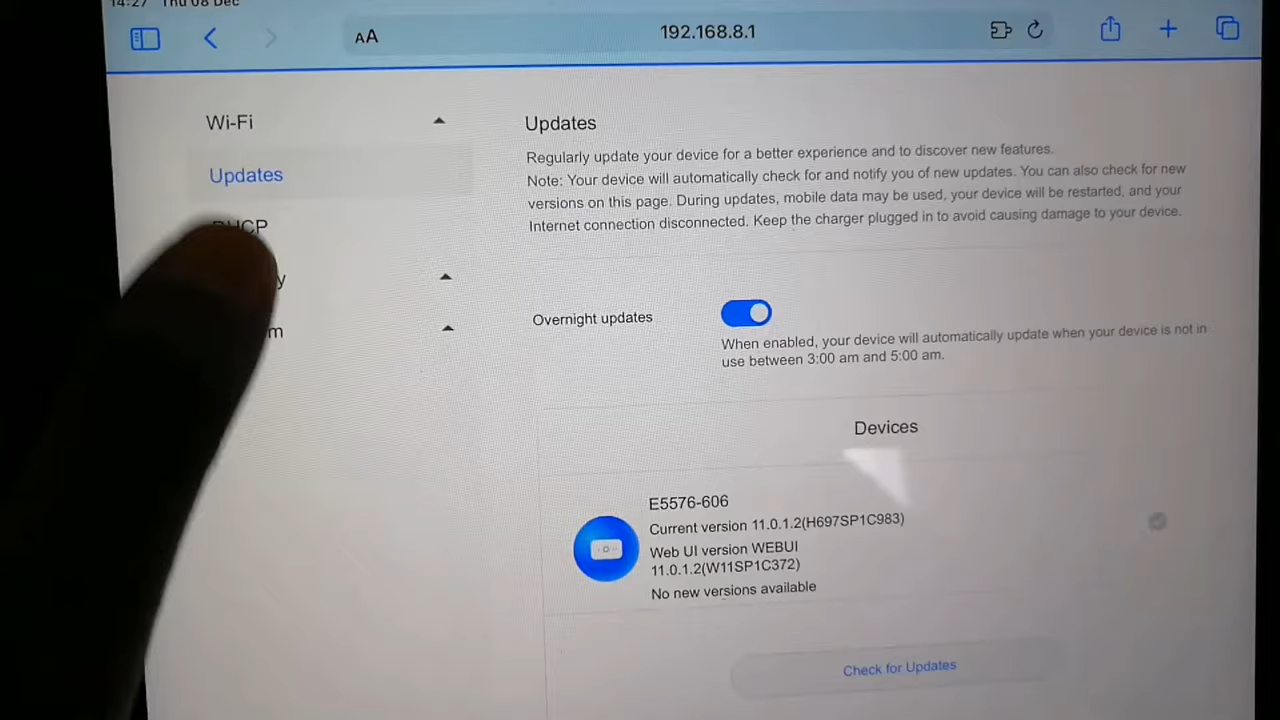 14:27 Thu 08 Dec
AA
192.168.8.1
Wi-Fi
Updates
DHCP
Updates
Regularly update your device for a better experience and to discover new features.
Note: Your device will automatically check for and notify you of new updates. You can also check for new
versions on this page. During updates, mobile data may be used, your device will be restarted, and your
Internet connection disconnected. Keep the charger plugged in to avoid causing damage to your device.
Overnight updates
When enabled, your device will automatically update when your device is not in
use between 3:00 am and 5:00 am.
Devices
E5576-606
Current version 11.0.1.2(H697SP1C983)
Web UI version WEBUI
11.0.1.2(W11SP1C372)
No new versions available
Check for Updates